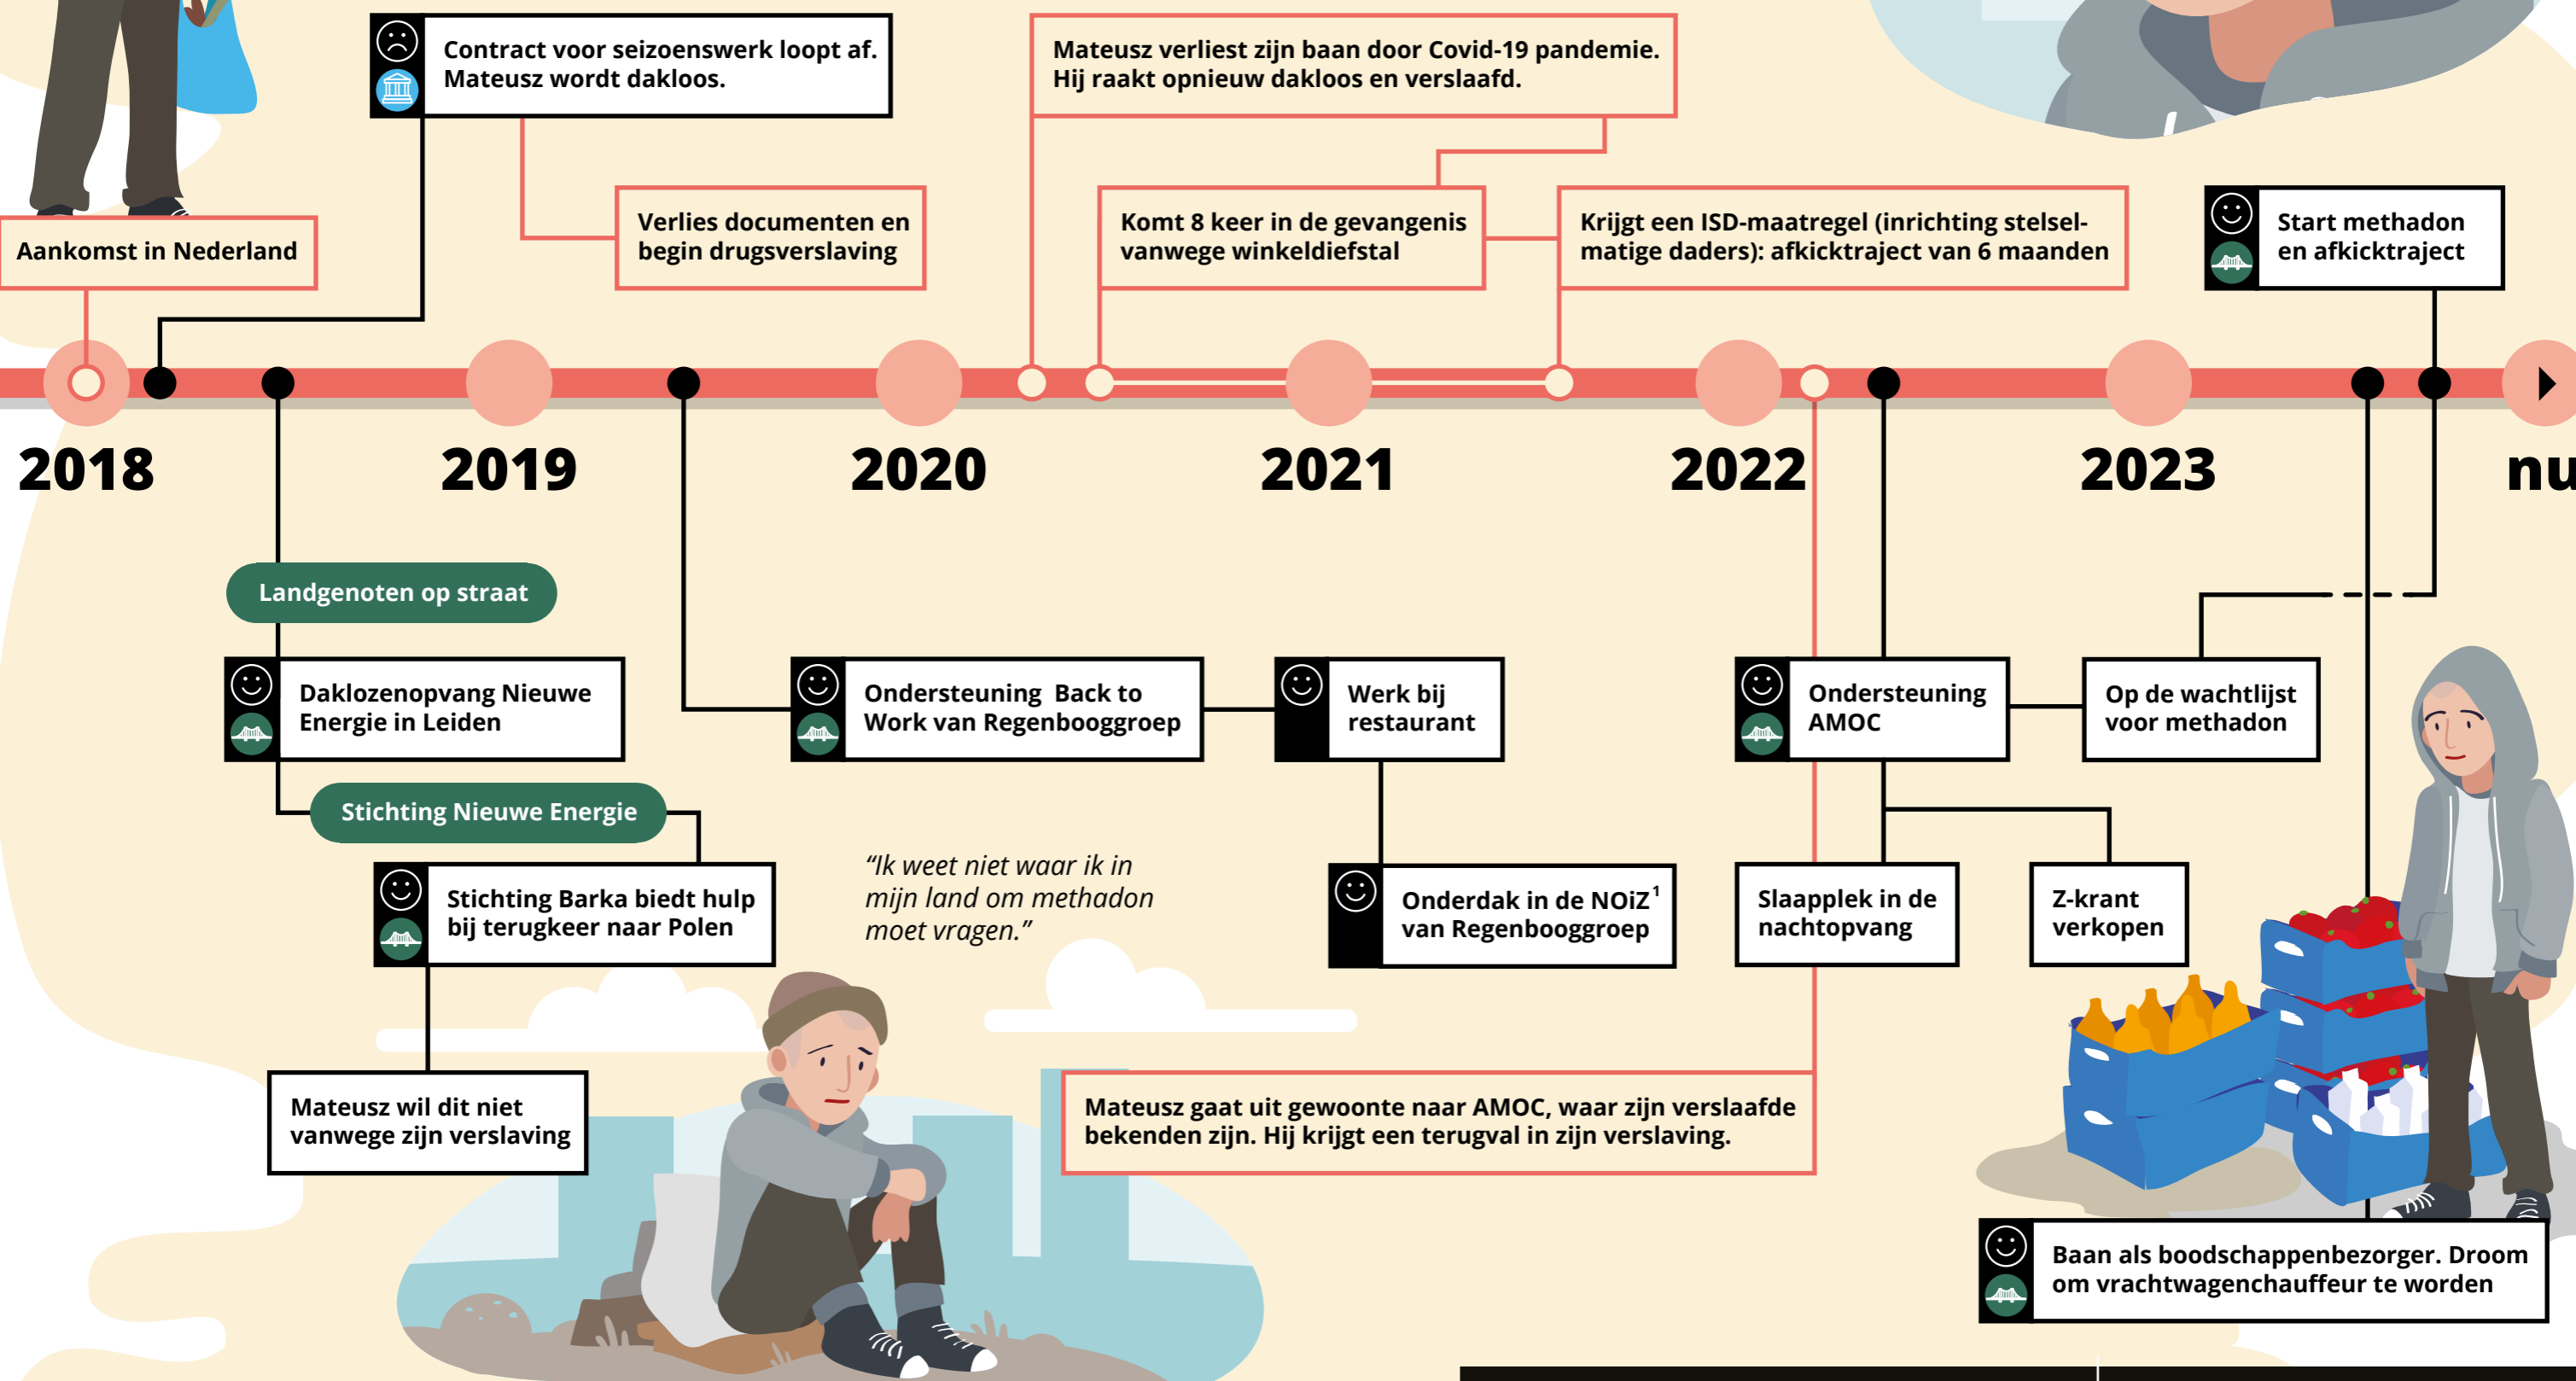 Contract voor seizoenswerk loopt af.
Mateusz wordt dakloos.
Mateusz verliest zijn baan door Covid-19 pandemie.
Hij raakt opnieuw dakloos en verslaafd.
Aankomst in Nederland
Verlies documenten en
begin drugsverslaving
Komt 8 keer in de gevangenis
vanwege winkeldiefstal
Krijgt een ISD-maatregel (inrichting stelsel-
matige daders): afkicktraject van 6 maanden
Start methadon
en afkicktraject
2018
2019
2020
2021
2022
2023
nu
Landgenoten op straat
Daklozenopvang Nieuwe
Energie in Leiden
Ondersteuning Back to
Work van Regenbooggroep
Werk bij
restaurant
Ondersteuning
AMOC
Op de wachtlijst
voor methadon
Stichting Nieuwe Energie
Stichting Barka biedt hulp
bij terugkeer naar Polen
“Ik weet niet waar ik in
mijn land om methadon
moet vragen.”
Onderdak in de NOiZ¹
van Regenbooggroep
Slaapplek in de
nachtopvang
Z-krant
verkopen
Mateusz wil dit niet
vanwege zijn verslaving
Mateusz gaat uit gewoonte naar AMOC, waar zijn verslaafde
bekenden zijn. Hij krijgt een terugval in zijn verslaving.
Baan als boodschappenbezorger. Droom
om vrachtwagenchauffeur te worden